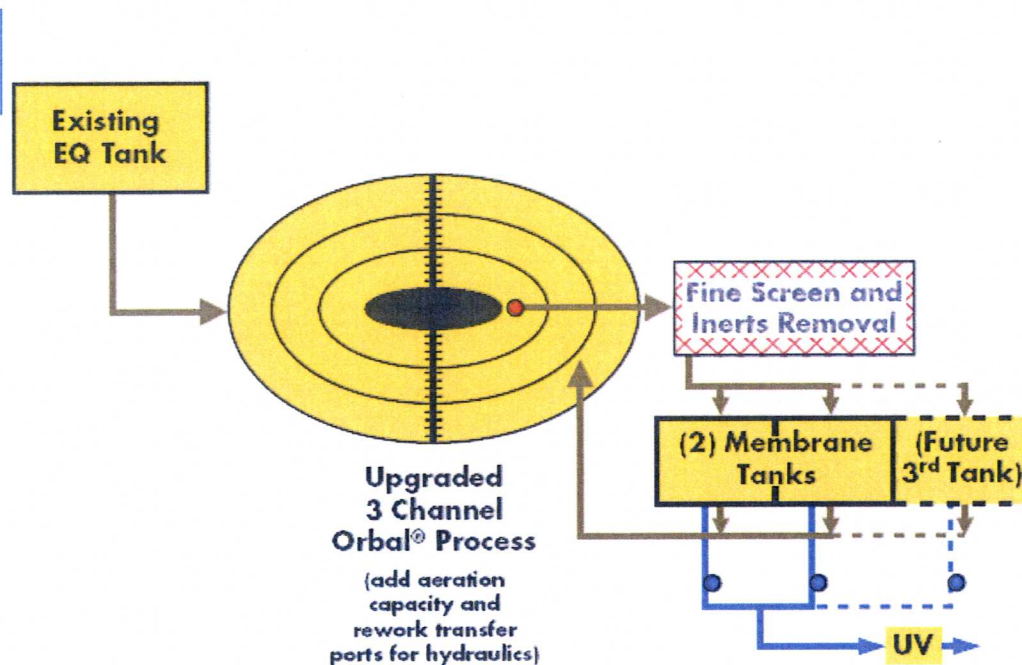 Existing
EQ Tank
Fine Screen and
Inerts Removal
(2) Membrane
Tanks
(Future
3rd Tank)
Upgraded
3 Channel
Orbal® Process
(add aeration
capacity and
rework transfer
ports for hydraulics)
UV